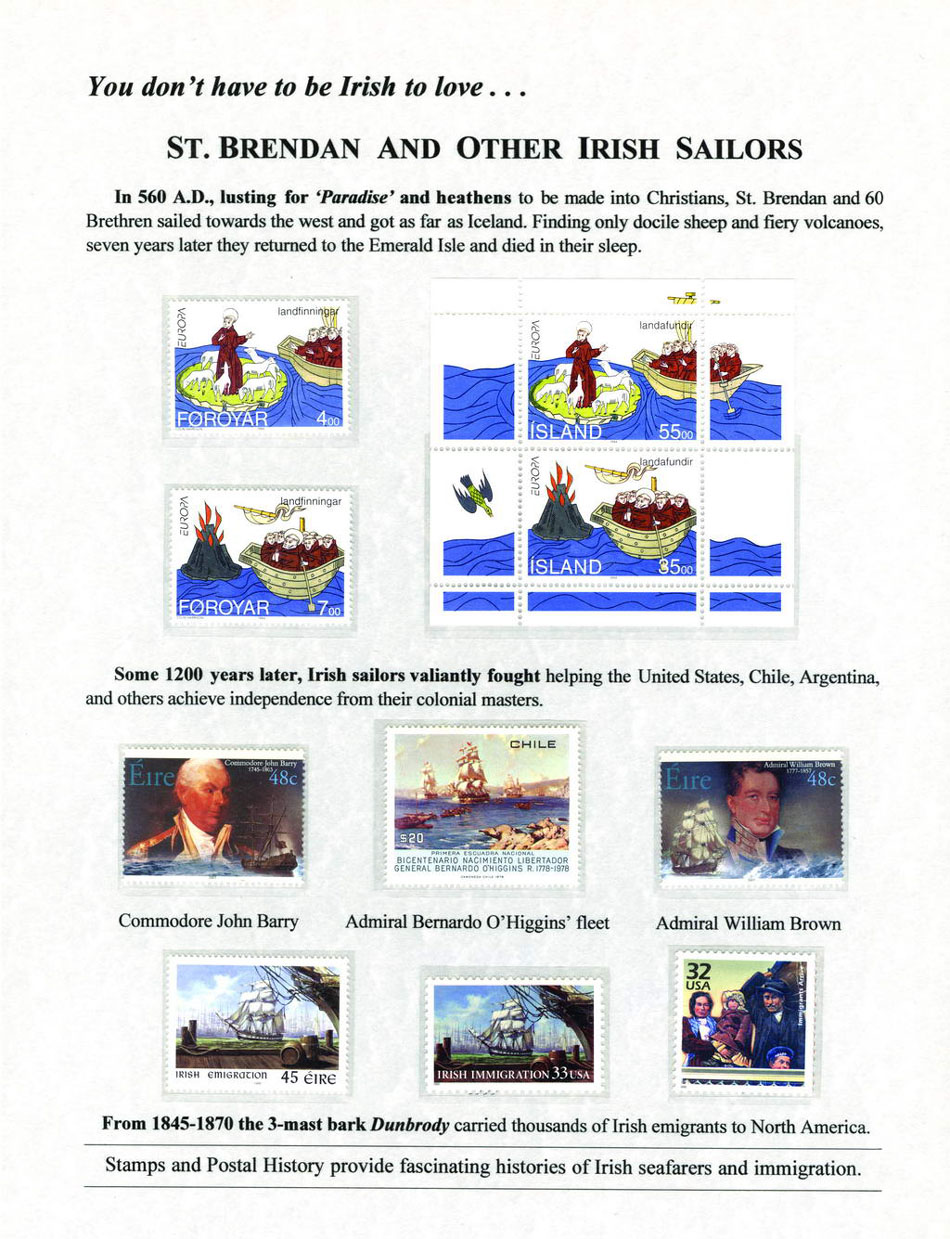 You don't have to be Irish to love . . .
ST. BRENDAN AND OTHER IRISH SAILORS
In 560 A.D., lusting for 'Paradise' and heathens to be made into Christians, St. Brendan and 60
Brethren sailed towards the west and got as far as Iceland. Finding only docile sheep and fiery volcanoes,
seven years later they returned to the Emerald Isle and died in their sleep.
EUROPA
landfinningar
FØROYAR 400
EUROPA
landafundir
ÍSLAND 5500
EUROPA
landfinningar
FØROYAR 700
EUROPA
landafundir
ÍSLAND 3500
Some 1200 years later, Irish sailors valiantly fought helping the United States, Chile, Argentina,
and others achieve independence from their colonial masters.
Commodore John Barry
Éire 48c
CHILE
$20
PRIMERA ESCUADRA NACIONAL
BICENTENARIO NACIMIENTO LIBERTADOR
GENERAL BERNARDO O'HIGGINS R. 1778-1978
Admiral William Brown
1777-1857
Éire 48c
Commodore John Barry
Admiral Bernardo O'Higgins' fleet
Admiral William Brown
IRISH EMIGRATION 45 ÉIRE
IRISH IMMIGRATION 33USA
32
USA
Immigrants Arrive
From 1845-1870 the 3-mast bark Dunbrody carried thousands of Irish emigrants to North America.
Stamps and Postal History provide fascinating histories of Irish seafarers and immigration.